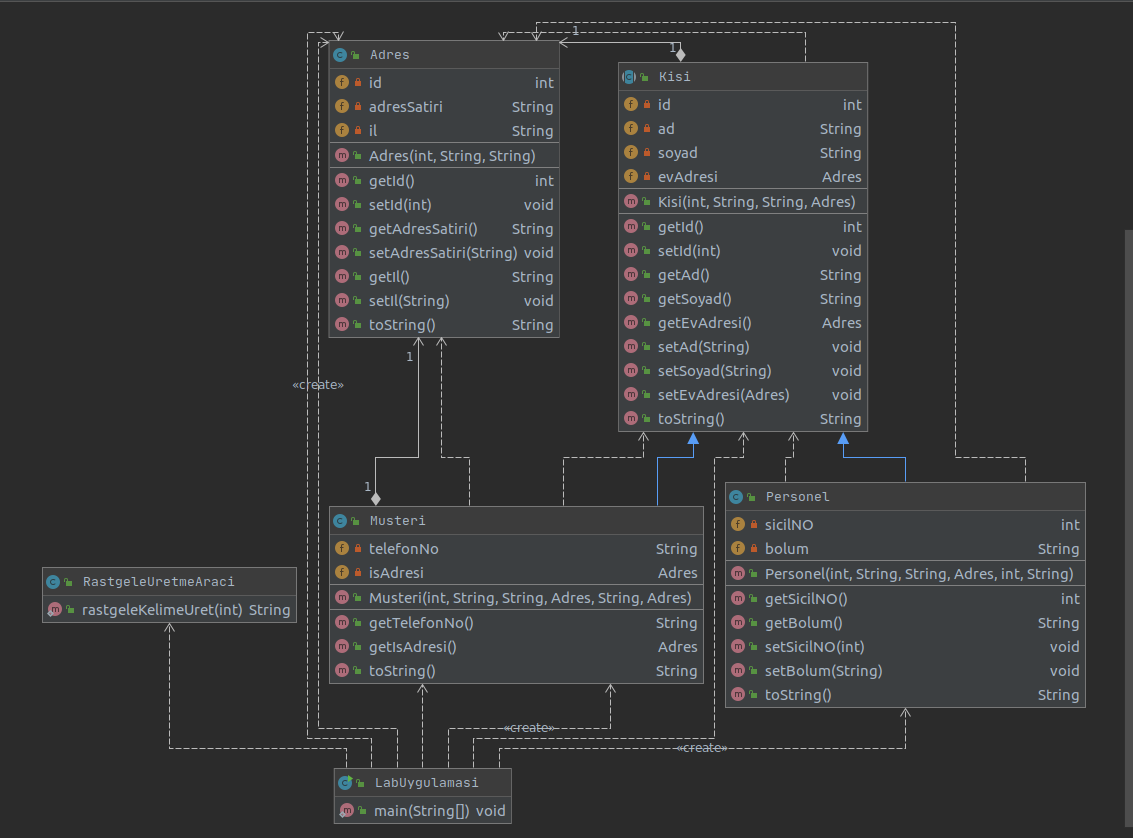 1
1
Adres
id int
adresSatiri String
il String
Adres(int, String, String)
getId() int
setId(int) void
getAdresSatiri() String
setAdresSatiri(String) void
getIl() String
setIl(String) void
toString() String
Kisi
id int
ad String
soyad String
evAdresi Adres
Kisi(int, String, String, Adres)
getId() int
setId(int) void
getAd() String
getSoyad() String
getEvAdresi() Adres
setAd(String) void
setSoyad(String) void
setEvAdresi(Adres) void
toString() String
1
«create»
1
Musteri
telefonNo String
isAdresi Adres
Musteri(int, String, String, Adres, String, Adres)
getTelefonNo() String
getIsAdresi() Adres
toString() String
Personel
sicilNO int
bolum String
Personel(int, String, String, Adres, int, String)
getSicilNO() int
getBolum() String
setSicilNO(int) void
setBolum(String) void
toString() String
RastgeleUretmeAraci
rastgeleKelimeUret(int) String
«create»
«create»
LabUygulamasi
main(String[]) void